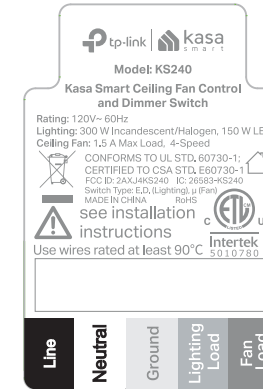 tp-link | kasa
smart
Model: KS240
Kasa Smart Ceiling Fan Control
and Dimmer Switch
Rating: 120V~ 60Hz
Lighting: 300 W Incandescent/Halogen, 150 W LE
Ceiling Fan: 1.5 A Max Load, 4-Speed
CONFORMS TO UL STD. 60730-1;
CERTIFIED TO CSA STD. E60730-1
FCC ID: 2AXJ4KS240 IC: 26583-KS240
Switch Type: E,D, (Lighting), µ (Fan)
MADE IN CHINA RoHS
see installation
instructions
C ETL U
LISTED
Intertek
5010780
Use wires rated at least 90°C
Line
Neutral
Ground
Lighting
Load
Fan
Load